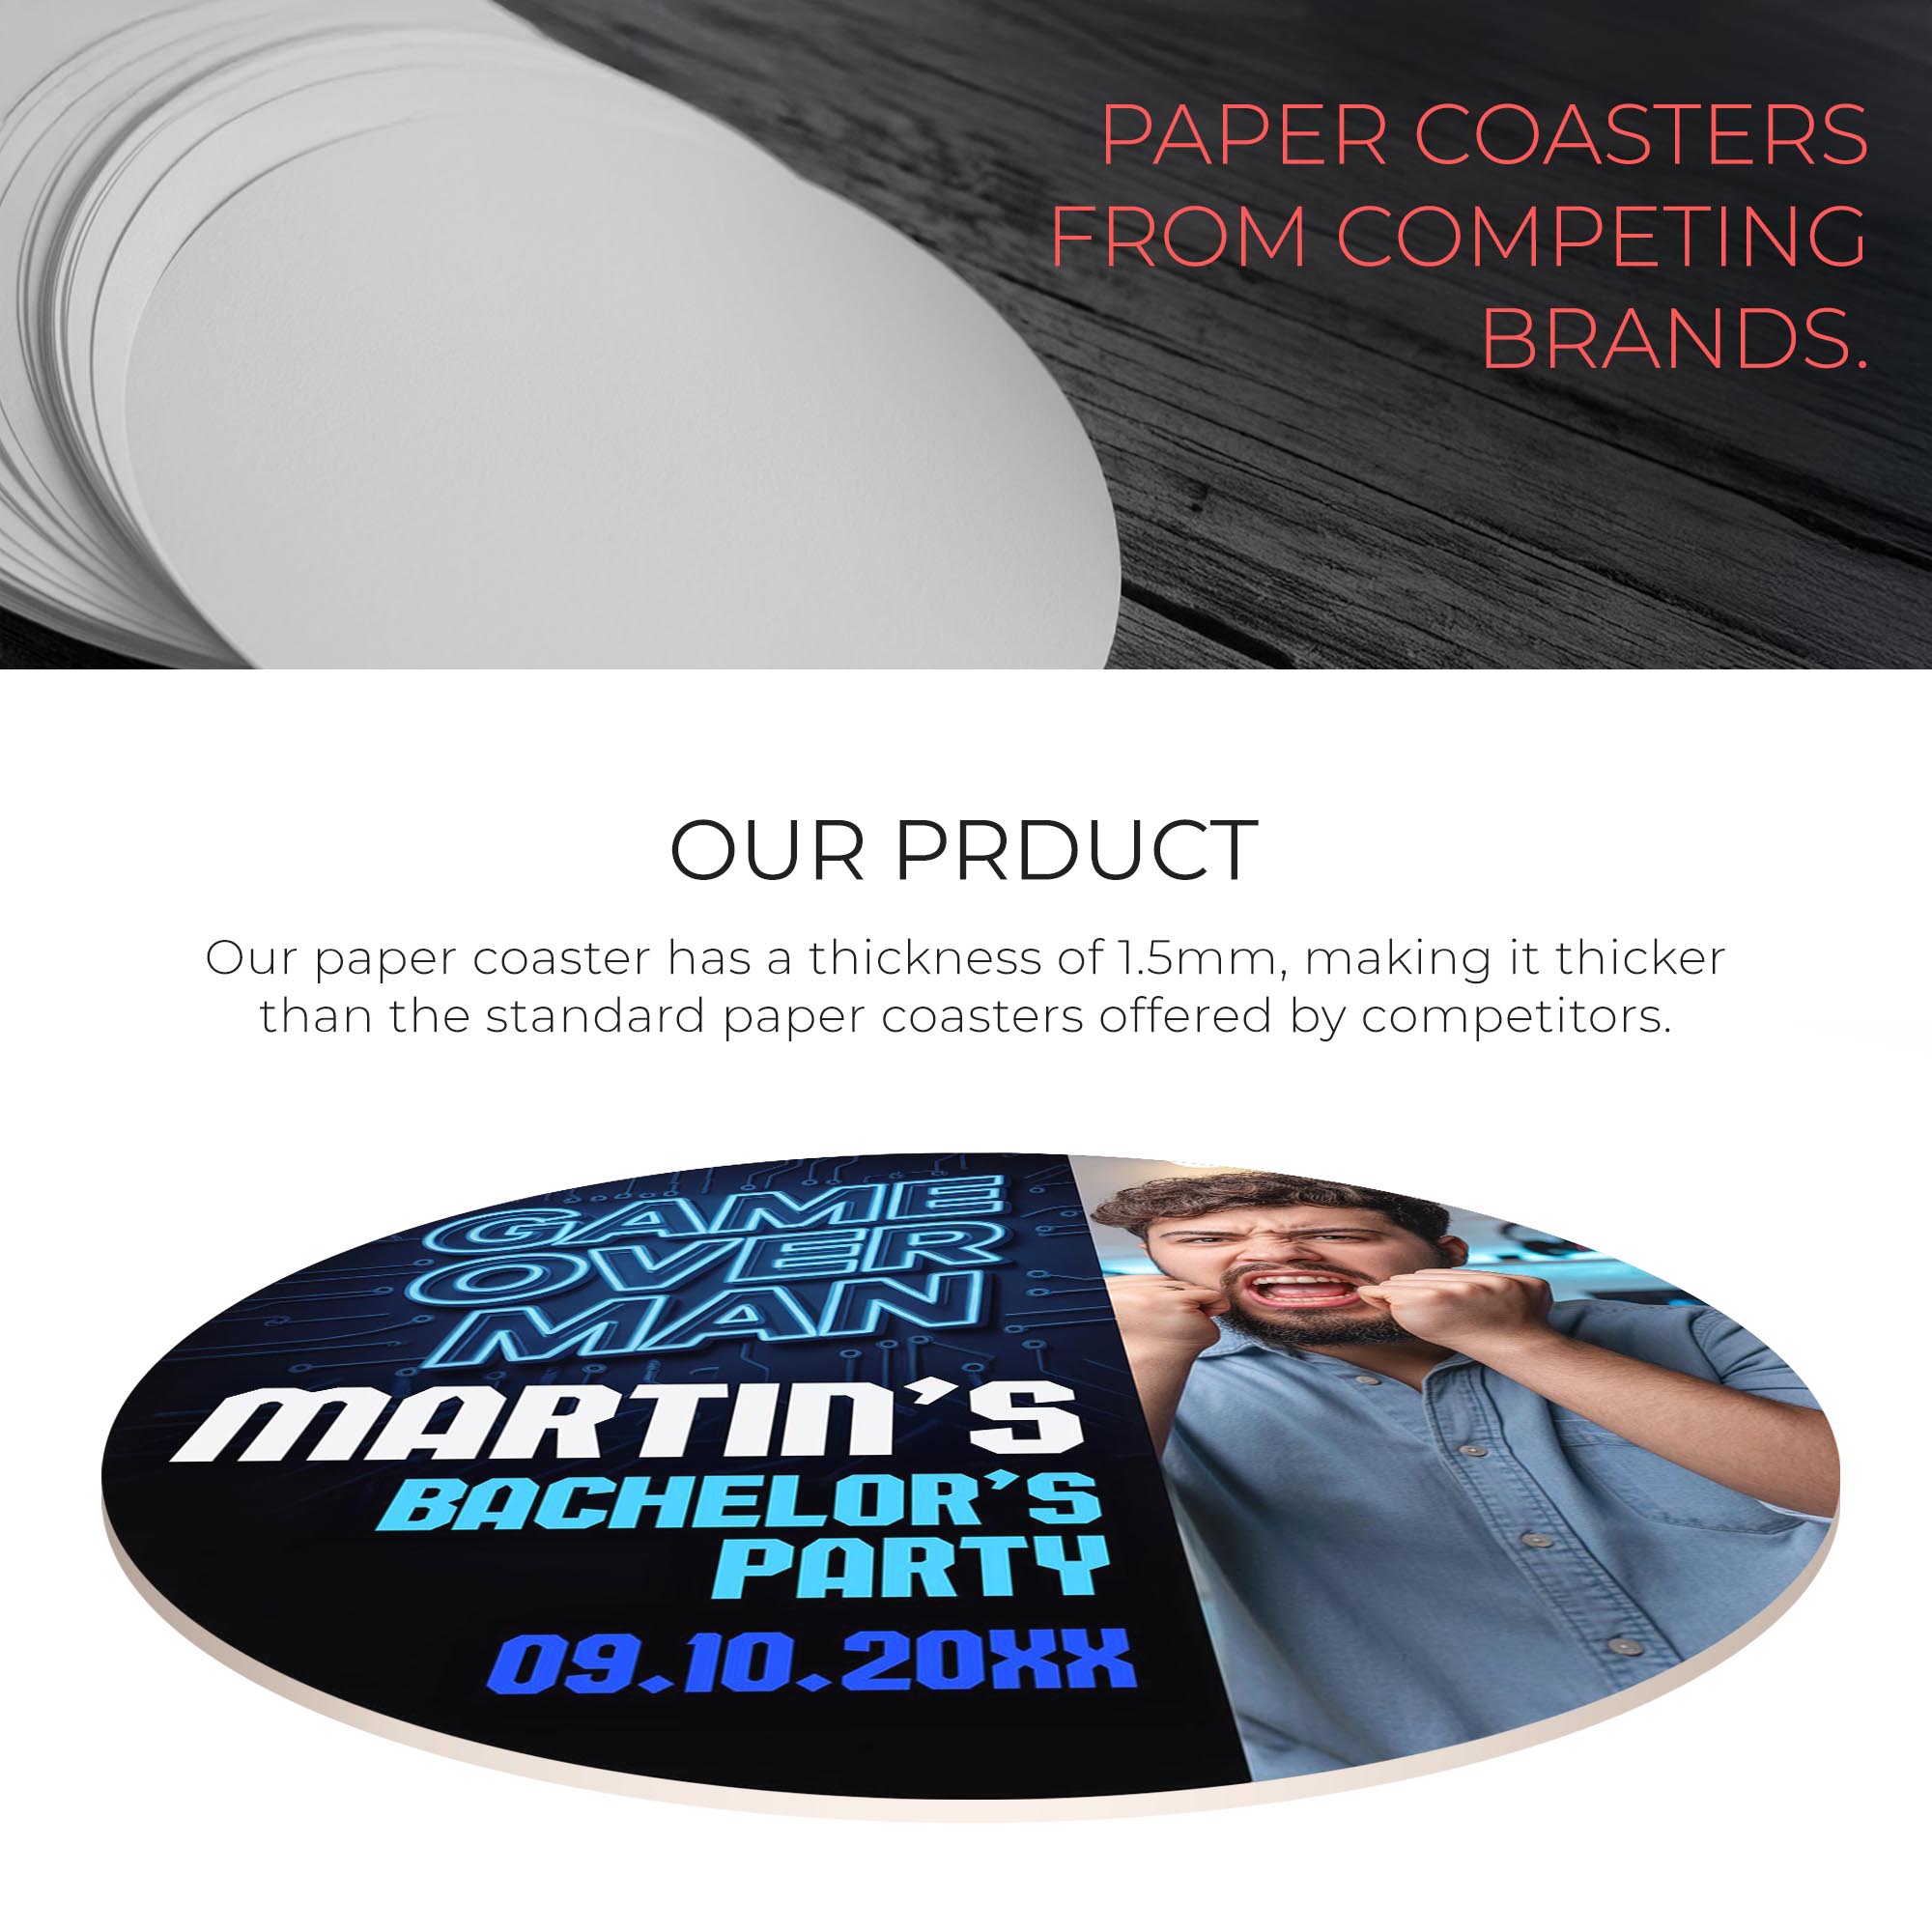 PAPER COASTERS
FROM COMPETING
BRANDS.
OUR PRDUCT
Our paper coaster has a thickness of 1.5mm, making it thicker
than the standard paper coasters offered by competitors.
GAME
OVER
MAN
MARTIN'S
BACHELOR'S
PARTY
09.10.20XX